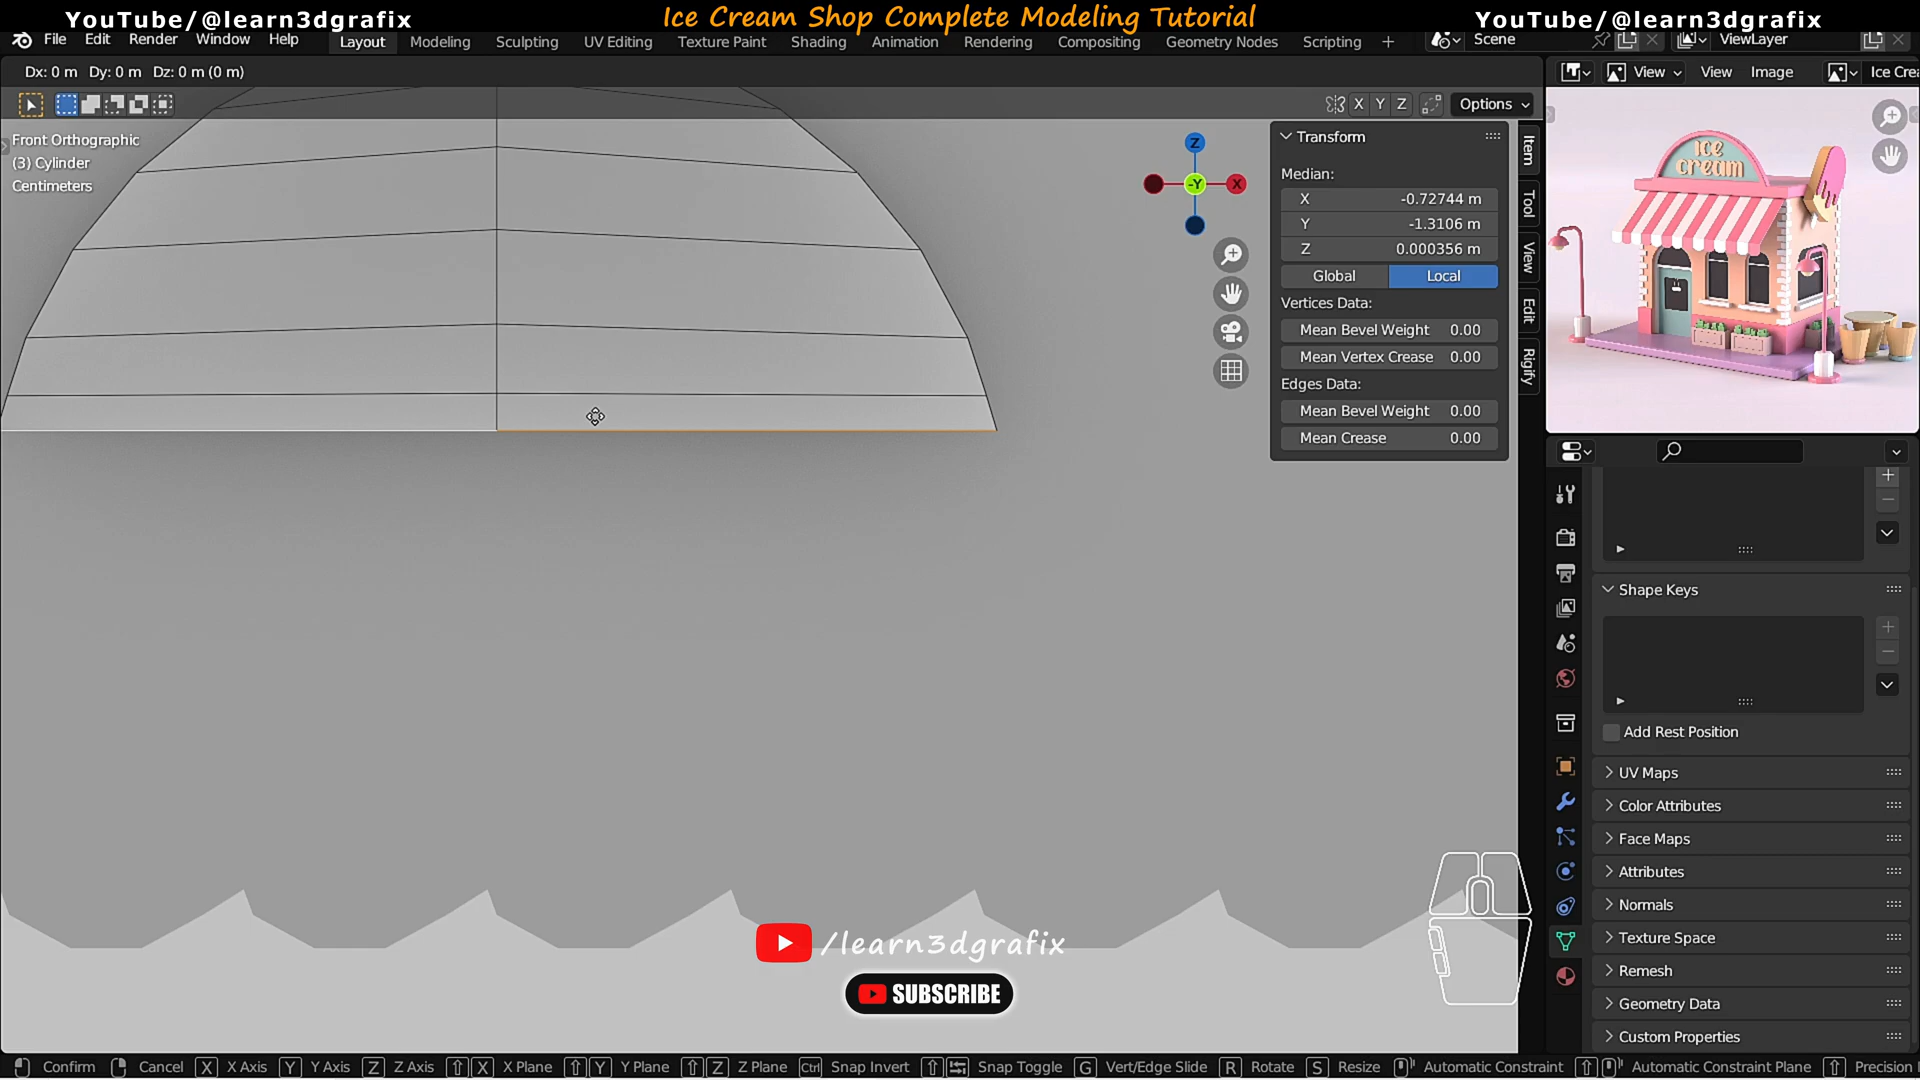 YouTube/@learn3dgrafix
Ice Cream Shop Complete Modeling Tutorial
YouTube/@learn3dgrafix
File Edit Render Window Help
Layout Modeling Sculpting UV Editing Texture Paint Shading Animation Rendering Compositing Geometry Nodes Scripting +
Scene
ViewLayer
Dx: 0 m Dy: 0 m Dz: 0 m (0 m)
View View Image Ice Crea
X Y Z Options
Front Orthographic
(3) Cylinder
Centimeters
Z
-Y
X
Transform
Median:
X -0.72744 m
Y -1.3106 m
Z 0.000356 m
Global Local
Vertices Data:
Mean Bevel Weight 0.00
Mean Vertex Crease 0.00
Edges Data:
Mean Bevel Weight 0.00
Mean Crease 0.00
Item
Tool
View
Edit
Rigify
ice
cream
Shape Keys
Add Rest Position
UV Maps
Color Attributes
Face Maps
Attributes
Normals
Texture Space
Remesh
Geometry Data
Custom Properties
/learn3dgrafix
SUBSCRIBE
Confirm Cancel X X Axis Y Y Axis Z Z Axis X X Plane Y Y Plane Z Z Plane Ctrl Snap Invert Snap Toggle G Vert/Edge Slide R Rotate S Resize Automatic Constraint Automatic Constraint Plane Precision